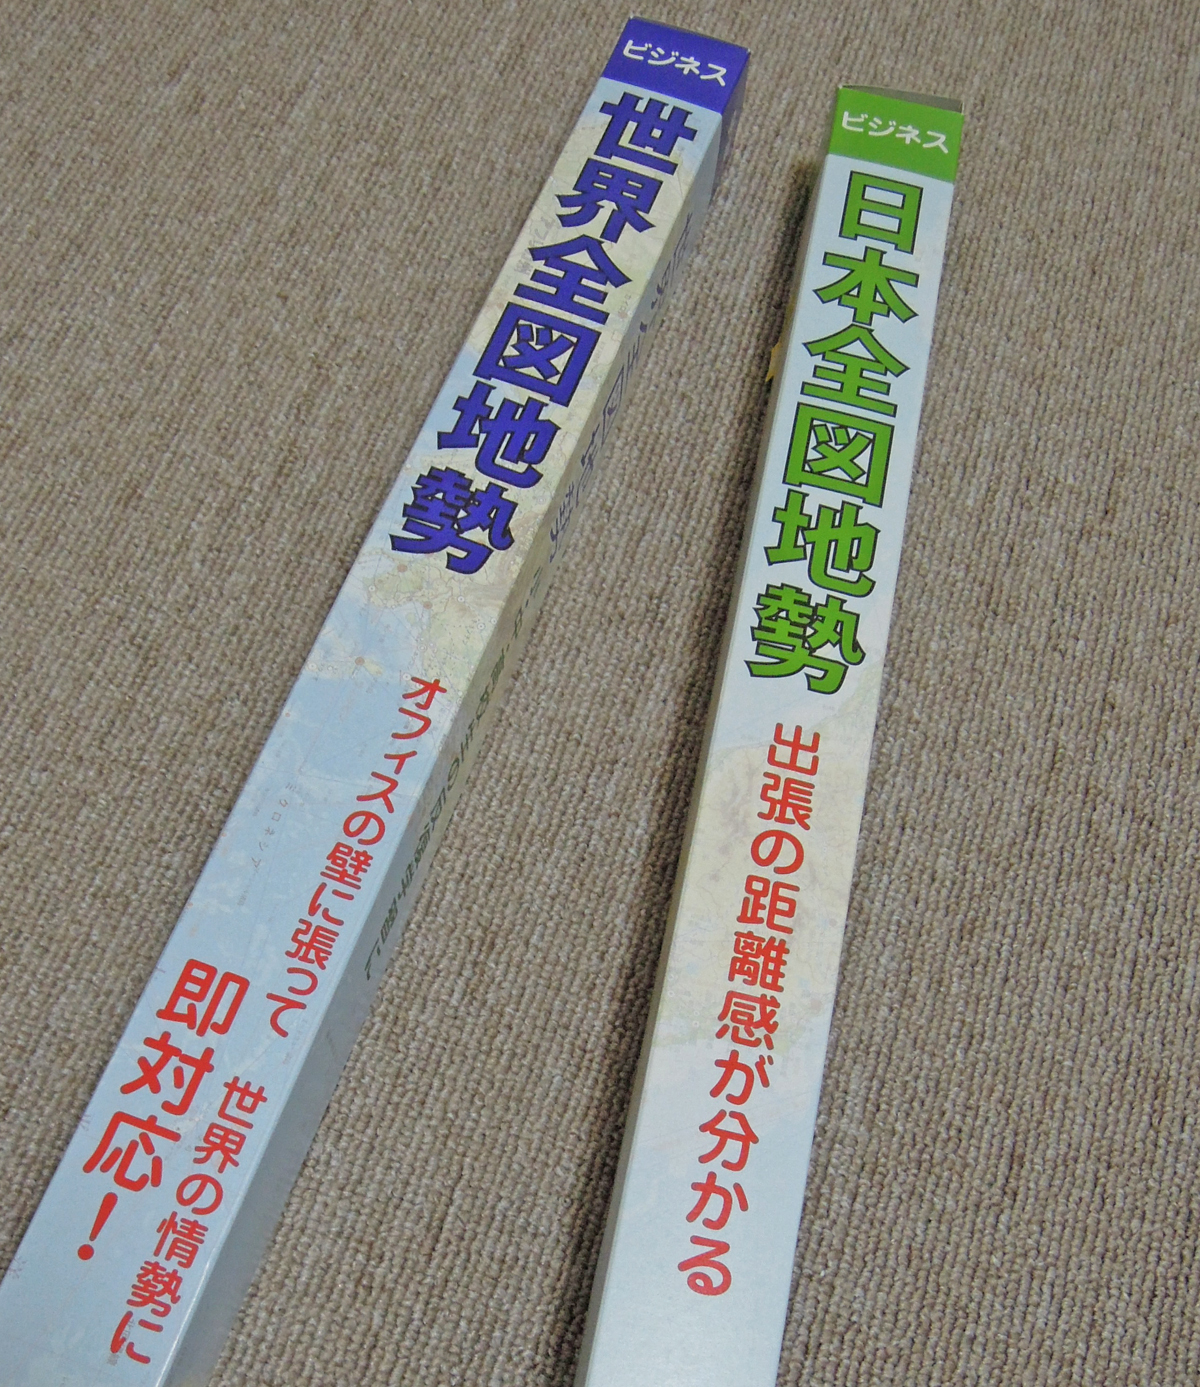 ビジネス
世界全図地勢
オフィスの壁に張って
世界の情勢に
即対応！
ビジネス
日本全図地勢
出張の距離感が分かる